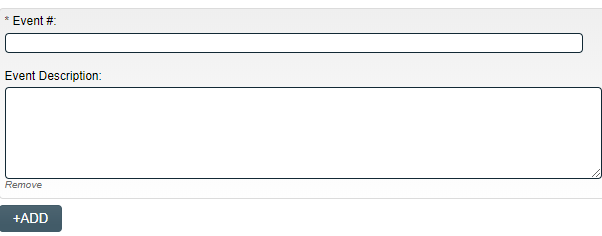 * Event #:
Event Description:
Remove
+ADD